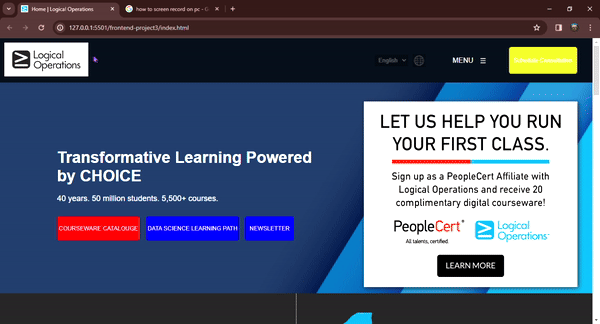 Home | Logical Operations
how to screen record on pc - G
127.0.0.1:5501/frontend-project3/index.html
Logical
Operations
English
MENU
Transformative Learning Powered
by CHOICE
40 years. 50 million students. 5,500+ courses.
COURSEWARE CATALOUGE
DATA SCIENCE LEARNING PATH
NEWSLETTER
LET US HELP YOU RUN
YOUR FIRST CLASS.
Sign up as a PeopleCert Affiliate with
Logical Operations and receive 20
complimentary digital courseware!
PeopleCert
All talents, certified.
Logical
Operations
LEARN MORE